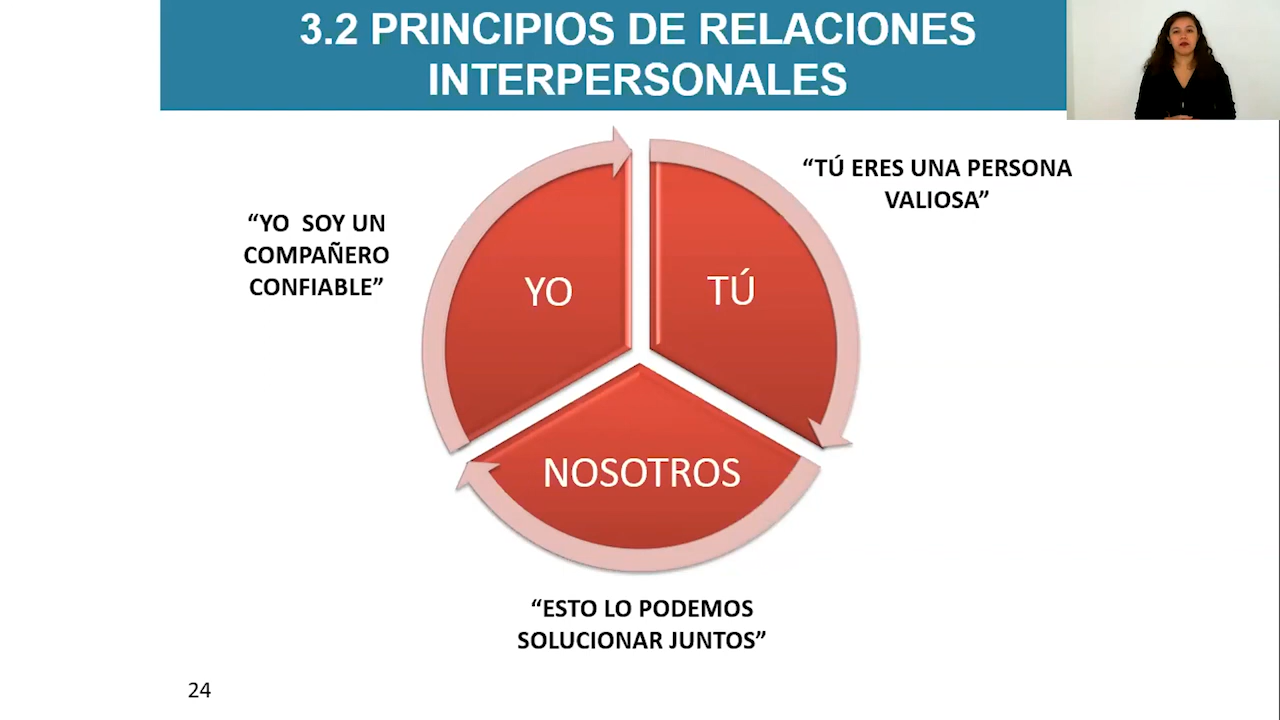 3.2 PRINCIPIOS DE RELACIONES
INTERPERSONALES
“TÚ ERES UNA PERSONA
VALIOSA”
“YO  SOY UN
COMPAÑERO
CONFIABLE”
YO
TÚ
NOSOTROS
“ESTO LO PODEMOS
SOLUCIONAR JUNTOS”
24